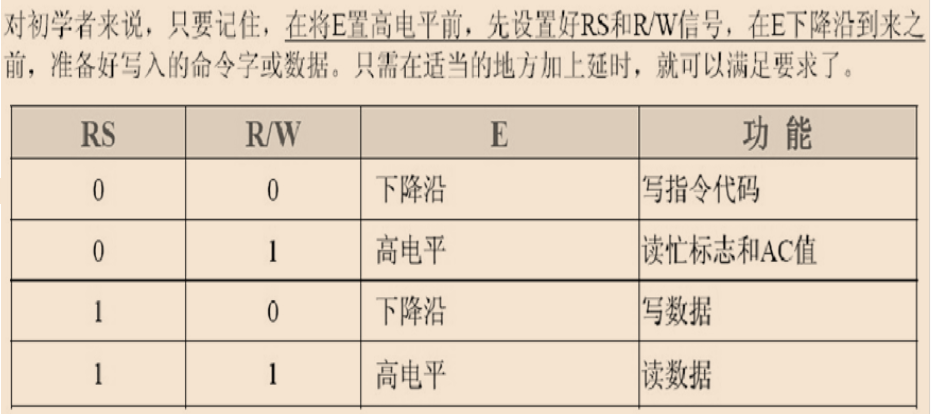 对初学者来说，只要记住，在将E置高电平前，先设置好RS和R/W信号，在E下降沿到来之
前，准备好写入的命令字或数据。只需在适当的地方加上延时，就可以满足要求了。
RS R/W E 功 能
0 0 下降沿 写指令代码
0 1 高电平 读忙标志和AC值
1 0 下降沿 写数据
1 1 高电平 读数据